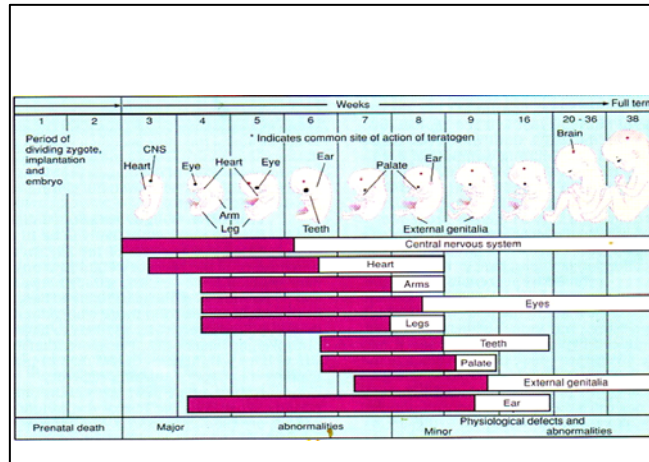 Weeks
Full term
1 2 3 4 5 6 7 8 9 16 20 - 36 38
Period of
dividing zygote,
implantation
and
embryo
* Indicates common site of action of teratogen
Brain
CNS
Heart
Eye
Heart
Eye
Ear
Palate
Ear
Arm
Leg
Teeth
External genitalia
Central nervous system
Heart
Arms
Eyes
Legs
Teeth
Palate
External genitalia
Ear
Prenatal death
Major abnormalities
Physiological defects and
Minor abnormalities